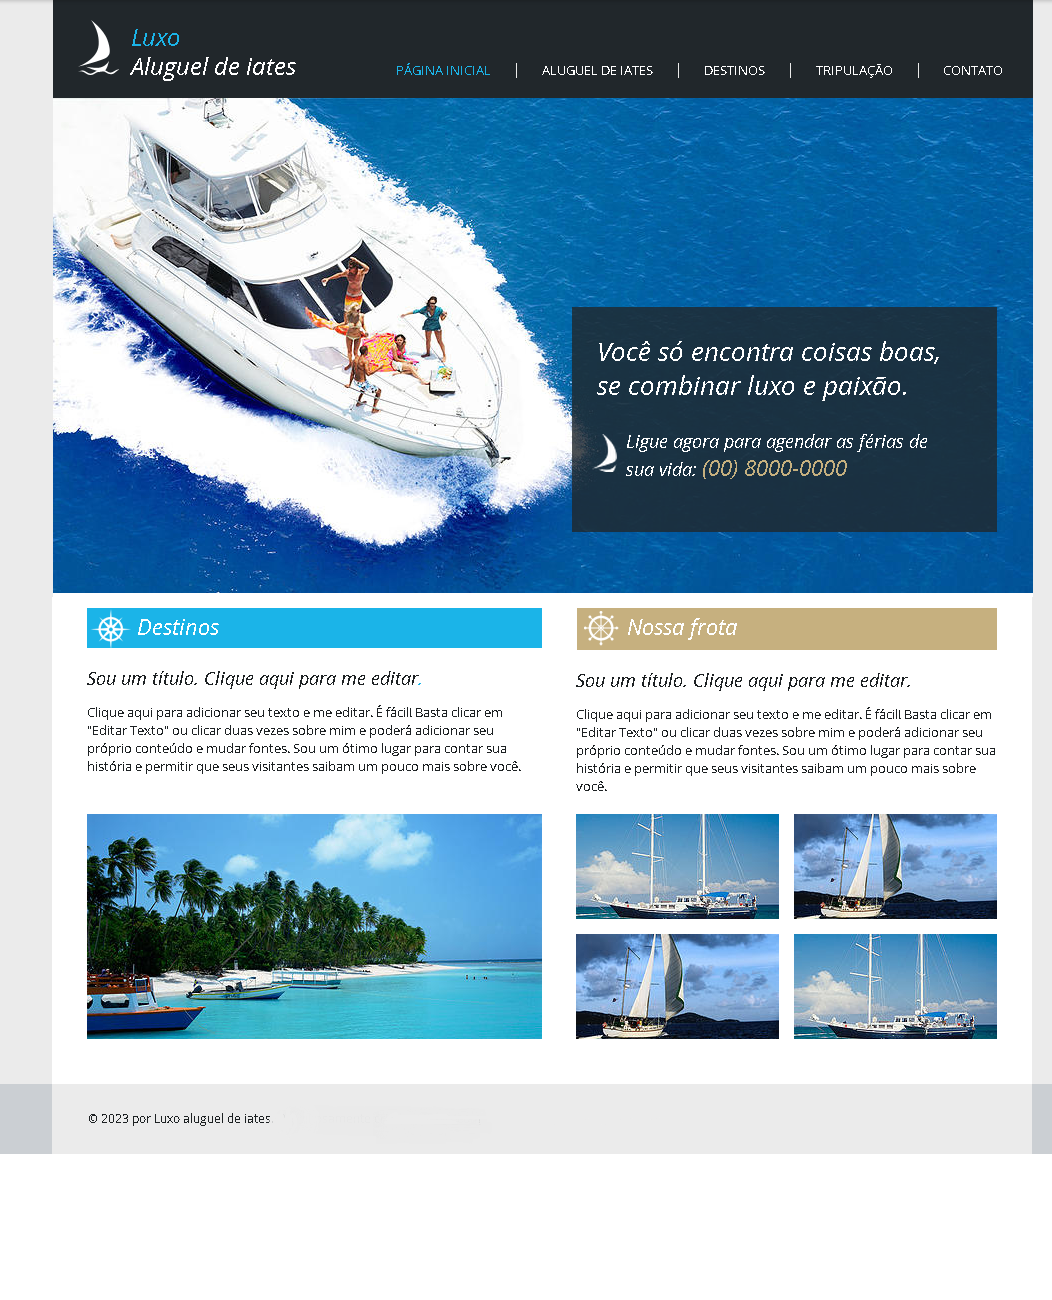 Luxo
Aluguel de iates
PÁGINA INICIAL | ALUGUEL DE IATES | DESTINOS | TRIPULAÇÃO | CONTATO
Você só encontra coisas boas,
se combinar luxo e paixão.
Ligue agora para agendar as férias de
sua vida: (00) 8000-0000
Destinos
Sou um título. Clique aqui para me editar.
Clique aqui para adicionar seu texto e me editar. É fácil! Basta clicar em
"Editar Texto" ou clicar duas vezes sobre mim e poderá adicionar seu
próprio conteúdo e mudar fontes. Sou um ótimo lugar para contar sua
história e permitir que seus visitantes saibam um pouco mais sobre você.
Nossa frota
Sou um título. Clique aqui para me editar.
Clique aqui para adicionar seu texto e me editar. É fácil! Basta clicar em
"Editar Texto" ou clicar duas vezes sobre mim e poderá adicionar seu
próprio conteúdo e mudar fontes. Sou um ótimo lugar para contar sua
história e permitir que seus visitantes saibam um pouco mais sobre
você.
© 2023 por Luxo aluguel de iates.